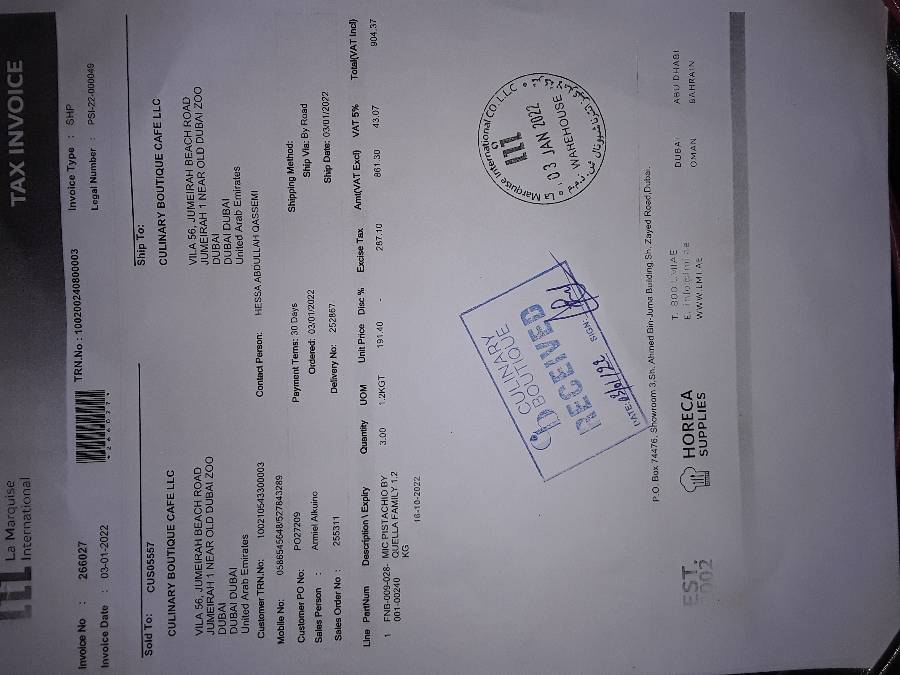 La Marquise
International
TAX INVOICE
Invoice No : 266027
TRN.No : 100200240800003
Invoice Type : SHP
Invoice Date : 03-01-2022
*266027*
Legal Number : PSI-22-000049
Sold To: CUS05557
Ship To:
CULINARY BOUTIQUE CAFE LLC
CULINARY BOUTIQUE CAFE LLC
VILA 56, JUMEIRAH BEACH ROAD
JUMEIRAH 1 NEAR OLD DUBAI ZOO
DUBAI
DUBAI DUBAI
United Arab Emirates
VILA 56, JUMEIRAH BEACH ROAD
JUMEIRAH 1 NEAR OLD DUBAI ZOO
DUBAI
DUBAI DUBAI
United Arab Emirates
Customer TRN.No: 100210543300003
Contact Person: HESSA ABDULLAH QASSEMI
Mobile No: 0586545648/527843289
Customer PO No: PO27209
Payment Terms: 30 Days
Shipping Method:
Sales Person : Armiel Alkuino
Ordered: 03/01/2022
Ship Via: By Road
Sales Order No : 255311
Delivery No: 252867
Ship Date: 03/01/2022
Line PartNum Description \ Expiry Quantity UOM Unit Price Disc % Excise Tax Amt(VAT Excl) VAT 5% Total(VAT Incl)
1 FNB-009-028- MIC PISTACHIO BY 3.00 1.2KGT 191.40 - 287.10 861.30 43.07 904.37
001-00240 QUELLA FAMILY 1.2
KG
18-10-2022
CULINARY
BOUTIQUE
RECEIVED
DATE
SIGN
La Marquise International CO. LLC
03 JAN 2022
WAREHOUSE
P.O. Box 74476, Showroom 3,Sh. Ahmed Bin-Juma Building Sh. Zayed Road,Dubai.
EST.
2002
HORECA
SUPPLIES
T. 800 LMIAE
E. info@lmi.ae
WWW.LMI.AE
DUBAI ABU DHABI
OMAN BAHRAIN